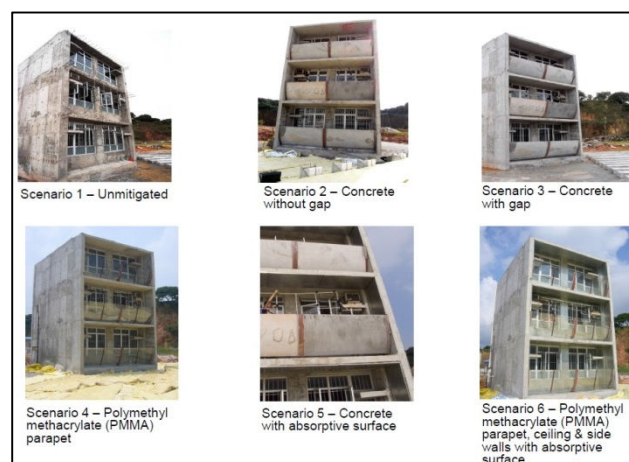 Scenario 1 – Unmitigated
Scenario 2 – Concrete
without gap
Scenario 3 – Concrete
with gap
Scenario 4 – Polymethyl
methacrylate (PMMA)
parapet
Scenario 5 – Concrete
with absorptive surface
Scenario 6 – Polymethyl
methacrylate (PMMA)
parapet, ceiling & side
walls with absorptive
surface